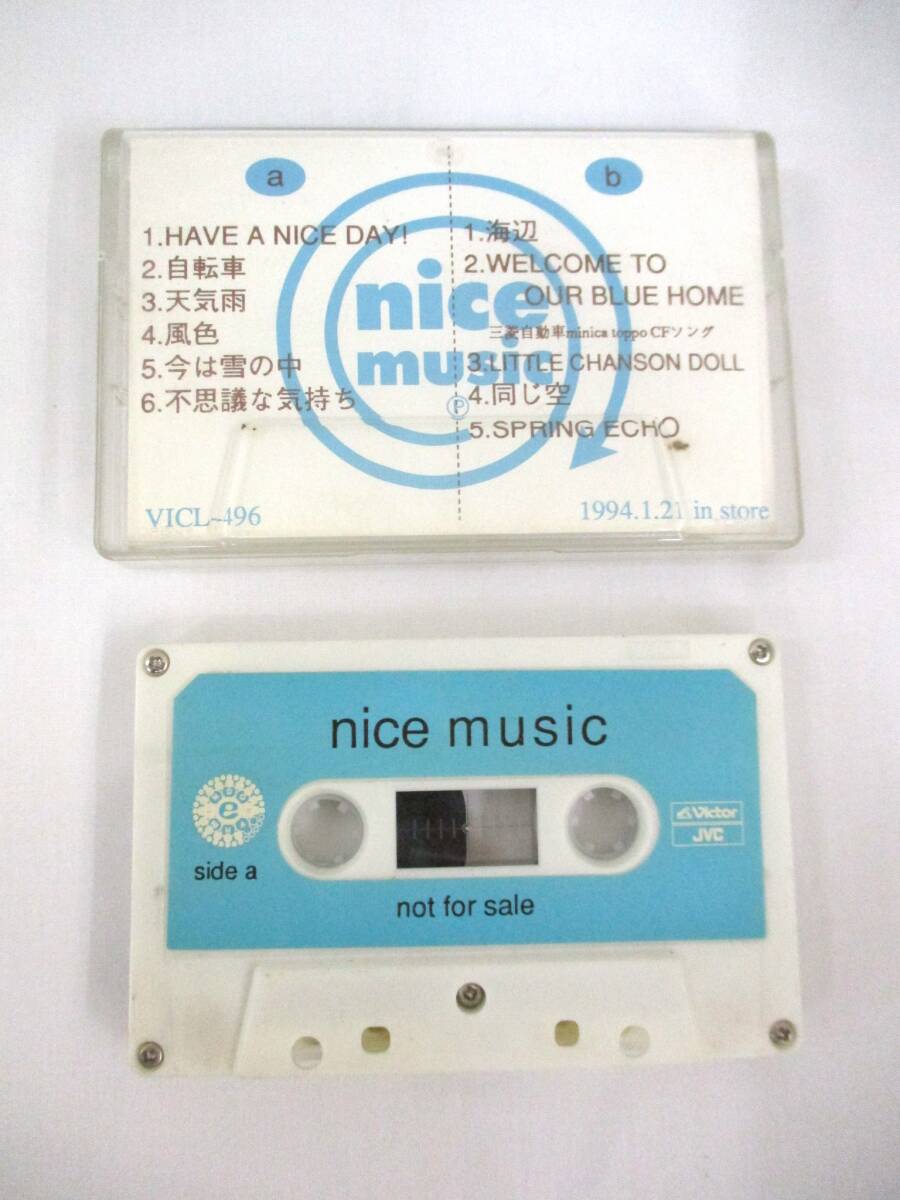 a
1.HAVE A NICE DAY!
2.自転車
3.天気雨
4.風色
5.今は雪の中
6.不思議な気持ち
VICL-496
nice
music
P
b
1.海辺
2.WELCOME TO
OUR BLUE HOME
三菱自動車minica toppo CFソング
3.LITTLE CHANSON DOLL
4.同じ空
5.SPRING ECHO
1994.1.21 in store
nice music
e
side a
Victor
JVC
not for sale